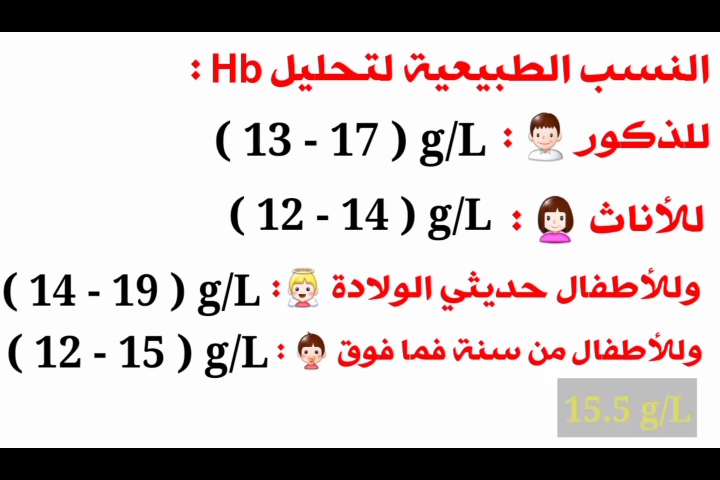 النسب الطبيعية لتحليل Hb :
للذكور : ( 13 - 17 ) g/L
للأناث : ( 12 - 14 ) g/L
وللأطفال حديثي الولادة : ( 14 - 19 ) g/L
وللأطفال من سنة فما فوق : ( 12 - 15 ) g/L
15.5 g/L